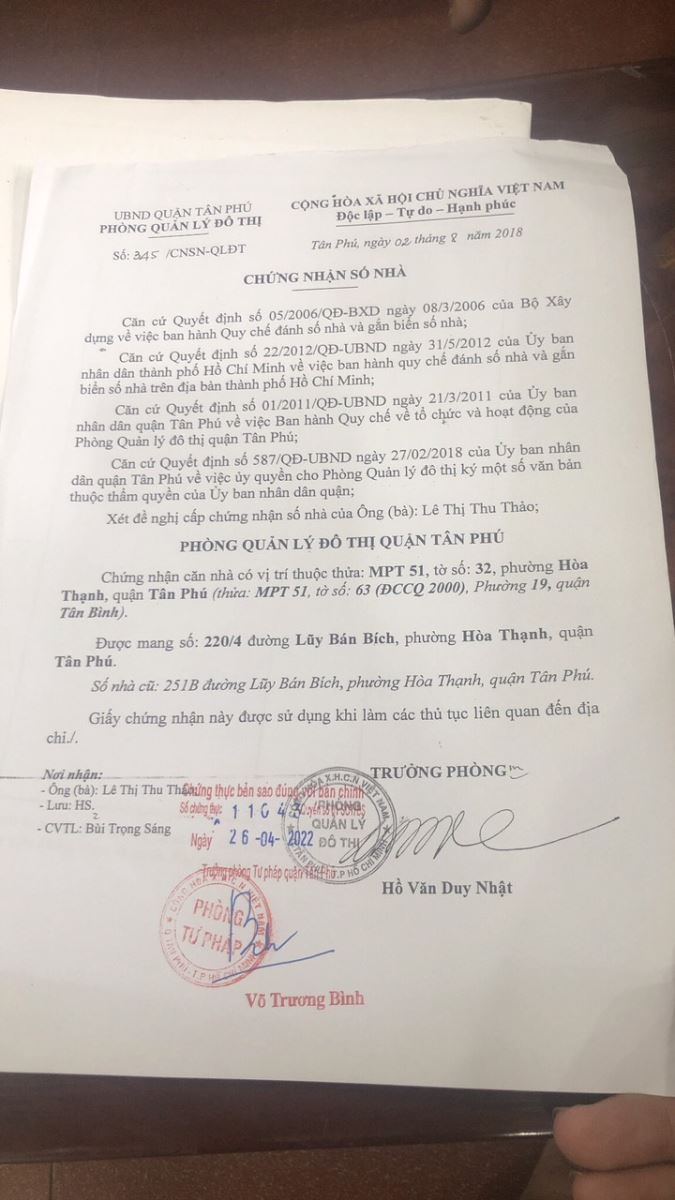 UBND QUẬN TÂN PHÚ
PHÒNG QUẢN LÝ ĐÔ THỊ
Số: 345 /CNSN-QLĐT
CỘNG HÒA XÃ HỘI CHỦ NGHĨA VIỆT NAM
Độc lập – Tự do – Hạnh phúc
Tân Phú, ngày 02 tháng 8 năm 2018
CHỨNG NHẬN SỐ NHÀ
Căn cứ Quyết định số 05/2006/QĐ-BXD ngày 08/3/2006 của Bộ Xây
dựng về việc ban hành Quy chế đánh số nhà và gắn biển số nhà;
Căn cứ Quyết định số 22/2012/QĐ-UBND ngày 31/5/2012 của Ủy ban
nhân dân thành phố Hồ Chí Minh về việc ban hành quy chế đánh số nhà và gắn
biển số nhà trên địa bàn thành phố Hồ Chí Minh;
Căn cứ Quyết định số 01/2011/QĐ-UBND ngày 21/3/2011 của Ủy ban
nhân dân quận Tân Phú về việc Ban hành Quy chế về tổ chức và hoạt động của
Phòng Quản lý đô thị quận Tân Phú;
Căn cứ Quyết định số 587/QĐ-UBND ngày 27/02/2018 của Ủy ban nhân
dân quận Tân Phú về việc ủy quyền cho Phòng Quản lý đô thị ký một số văn bản
thuộc thẩm quyền của Ủy ban nhân dân quận;
Xét đề nghị cấp chứng nhận số nhà của Ông (bà): Lê Thị Thu Thảo;
PHÒNG QUẢN LÝ ĐÔ THỊ QUẬN TÂN PHÚ
Chứng nhận căn nhà có vị trí thuộc thửa: MPT 51, tờ số: 32, phường Hòa
Thạnh, quận Tân Phú (thửa: MPT 51, tờ số: 63 (ĐCCQ 2000), Phường 19, quận
Tân Bình).
Được mang số: 220/4 đường Lũy Bán Bích, phường Hòa Thạnh, quận
Tân Phú.
Số nhà cũ: 251B đường Lũy Bán Bích, phường Hòa Thạnh, quận Tân Phú.
Giấy chứng nhận này được sử dụng khi làm các thủ tục liên quan đến địa
chỉ./.
Nơi nhận:
- Ông (bà): Lê Thị Thu Thảo
- Lưu: HS.
2.
- CVTL: Bùi Trọng Sáng
TRƯỞNG PHÒNG
Chứng thực bản sao đúng với bản chính
Số chứng thực 1104
Ngày 26-04-2022
Trưởng phòng Tư pháp quận Tân Phú
PHÒNG
QUẢN LÝ
ĐÔ THỊ
Hồ Văn Duy Nhật
PHÒNG
TƯ PHÁP
Võ Trương Bình